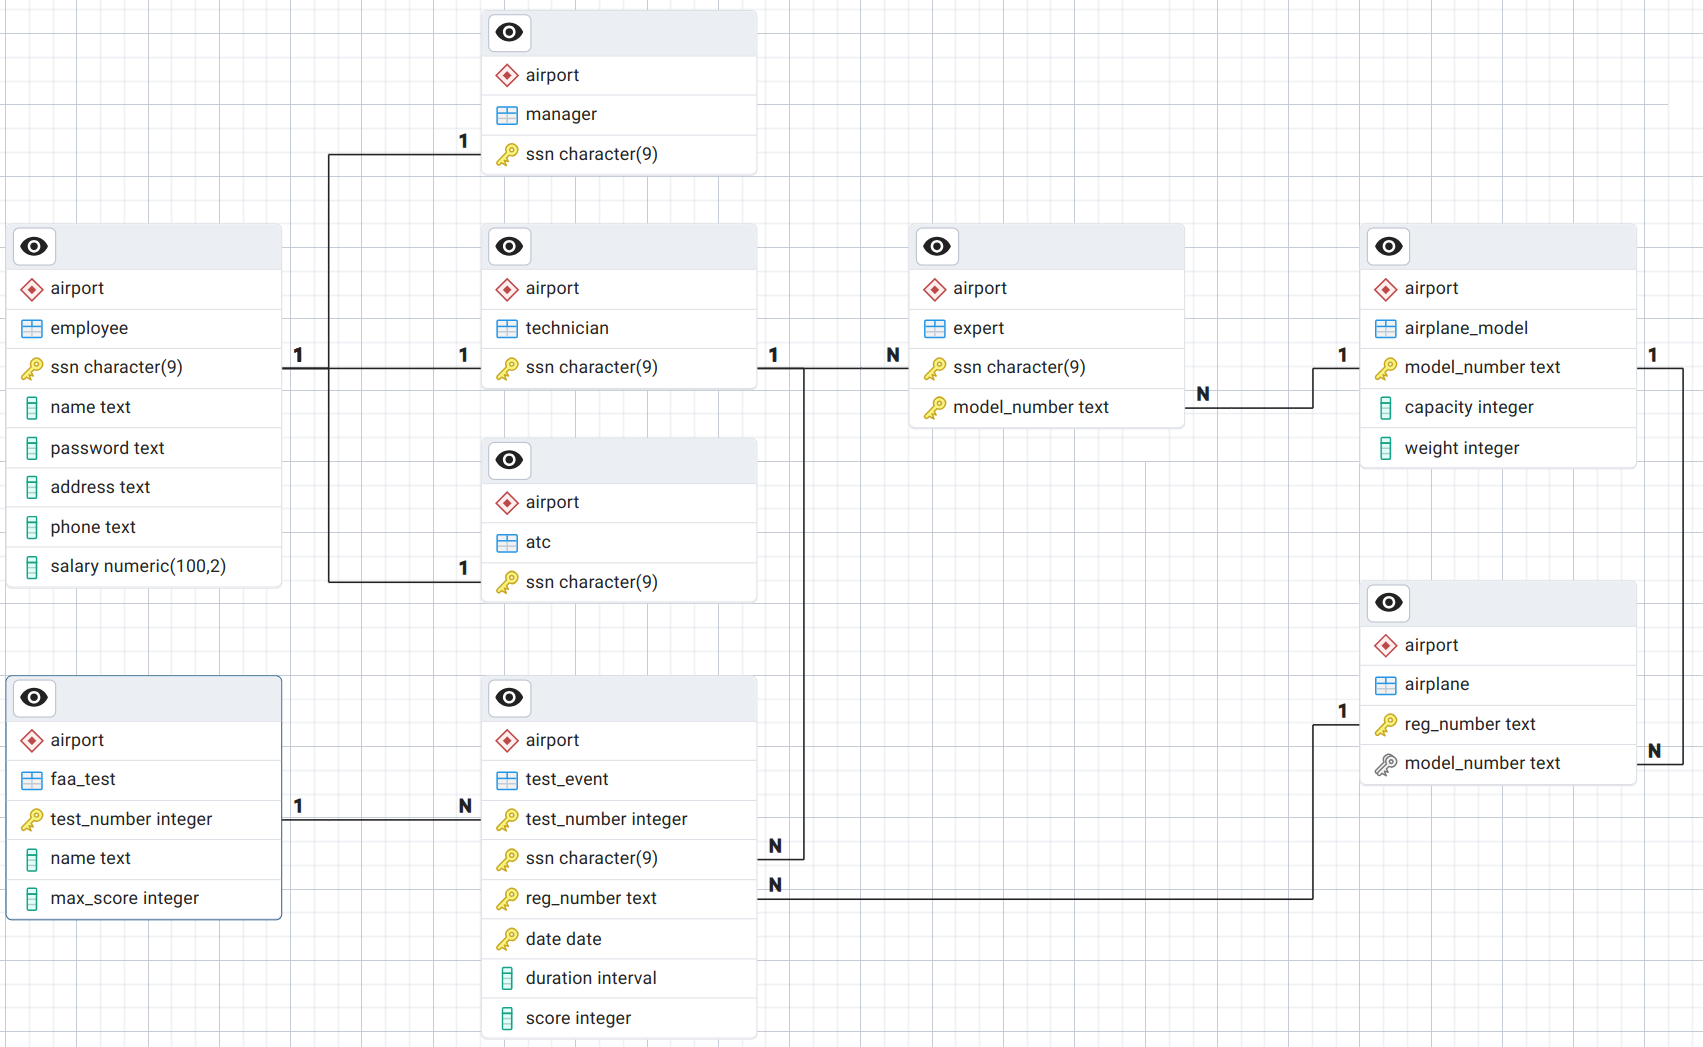 airport
manager
ssn character(9)
1
airport
employee
ssn character(9)
name text
password text
address text
phone text
salary numeric(100,2)
1
1
airport
technician
ssn character(9)
1
N
airport
expert
ssn character(9)
model_number text
N
1
airport
airplane_model
model_number text
capacity integer
weight integer
1
airport
atc
ssn character(9)
1
airport
airplane
reg_number text
model_number text
1
N
airport
faa_test
test_number integer
name text
max_score integer
1
N
airport
test_event
test_number integer
ssn character(9)
reg_number text
date date
duration interval
score integer
N
N